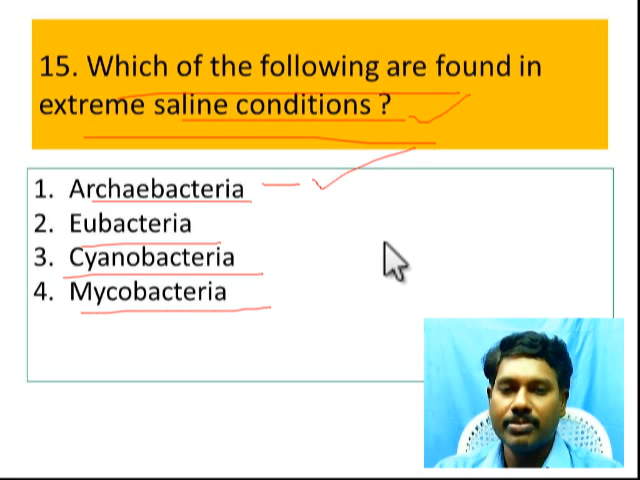 15. Which of the following are found in
extreme saline conditions ?
1. Archaebacteria
2. Eubacteria
3. Cyanobacteria
4. Mycobacteria